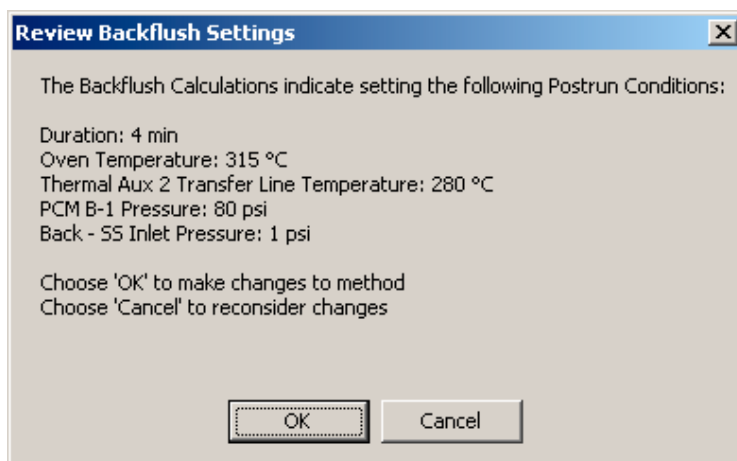 Review Backflush Settings
The Backflush Calculations indicate setting the following Postrun Conditions:
Duration: 4 min
Oven Temperature: 315 °C
Thermal Aux 2 Transfer Line Temperature: 280 °C
PCM B-1 Pressure: 80 psi
Back - SS Inlet Pressure: 1 psi
Choose 'OK' to make changes to method
Choose 'Cancel' to reconsider changes
OK Cancel